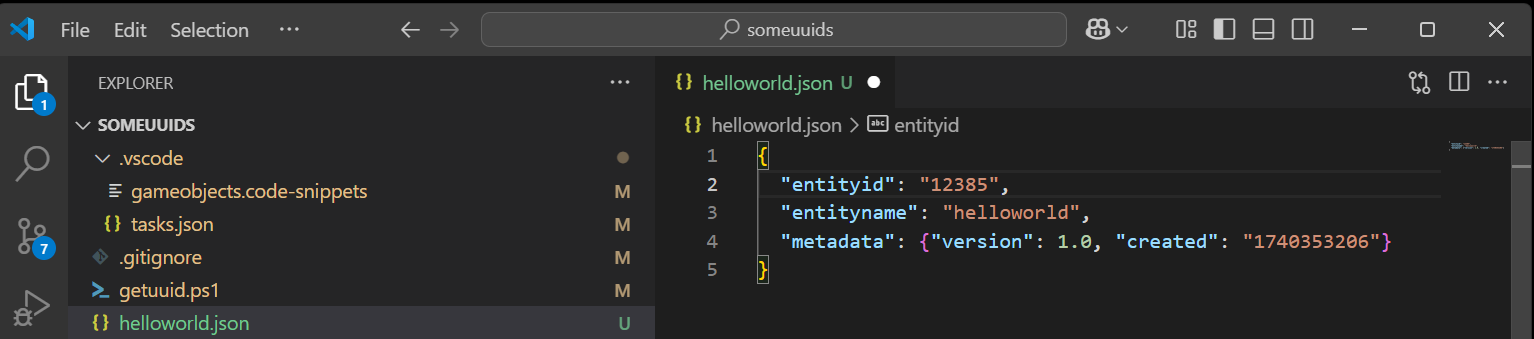 File Edit Selection ··· someuuids
EXPLORER ···
SOMEUUIDS
.vscode
gameobjects.code-snippets
tasks.json M
.gitignore M
getuuid.ps1 M
helloworld.json U
1
7
{} helloworld.json U
{} helloworld.json > abc entityid
1 {
2 "entityid": "12385",
3 "entityname": "helloworld",
4 "metadata": {"version": 1.0, "created": "1740353206"}
5 }